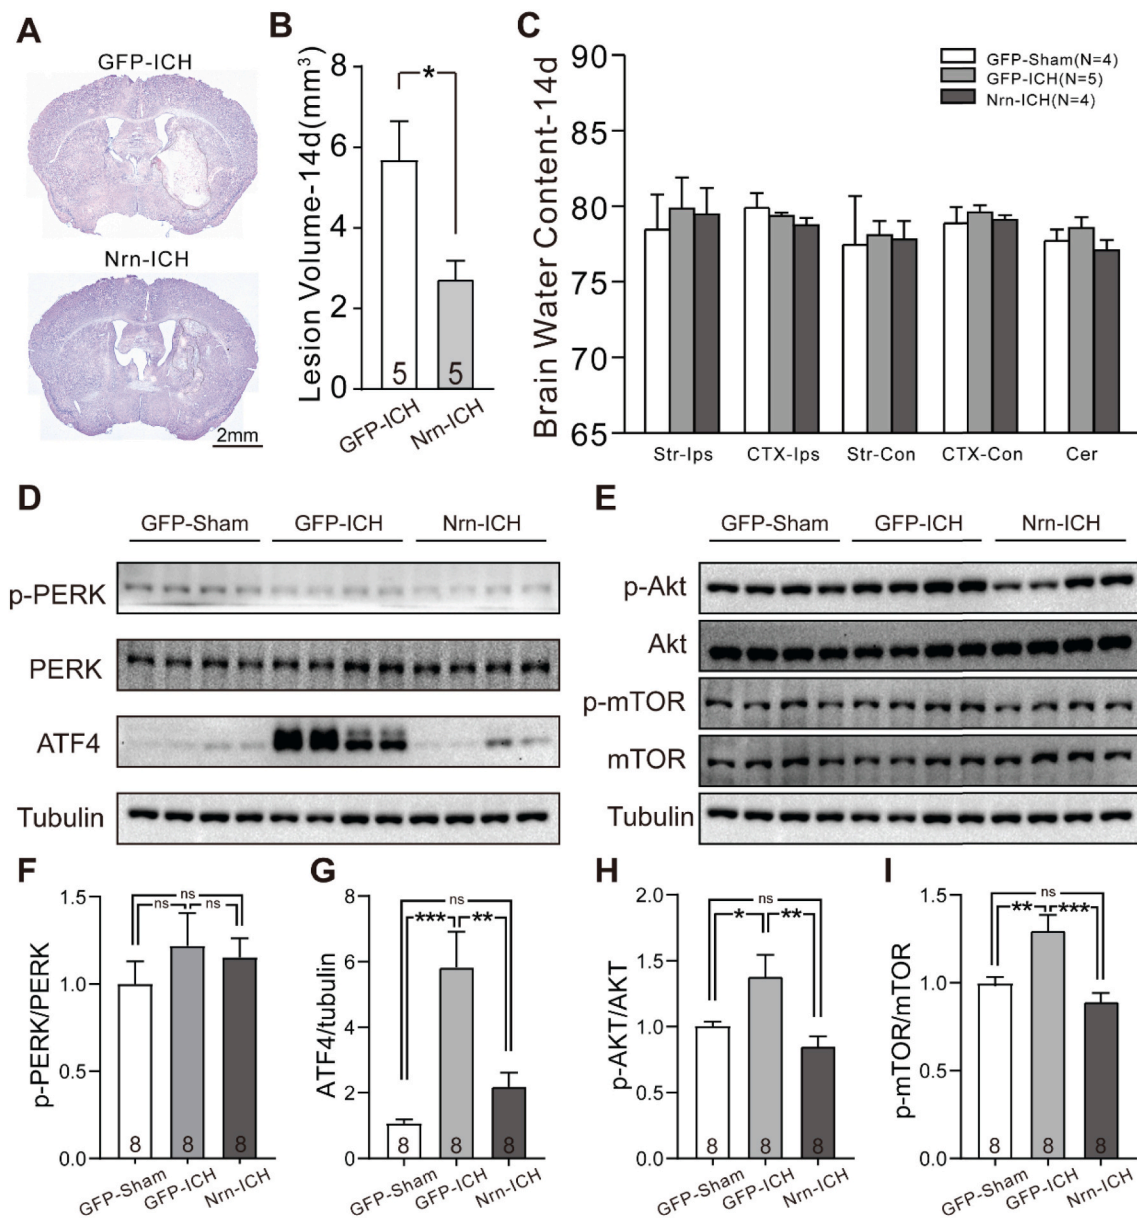 A
GFP-ICH
Nrn-ICH
2mm
B
Lesion Volume-14d(mm³)
8
6
4
2
0
*
5
5
GFP-ICH
Nrn-ICH
C
Brain Water Content-14d
90
85
80
75
70
65
GFP-Sham(N=4)
GFP-ICH(N=5)
Nrn-ICH(N=4)
Str-Ips
CTX-Ips
Str-Con
CTX-Con
Cer
D
GFP-Sham
GFP-ICH
Nrn-ICH
p-PERK
PERK
ATF4
Tubulin
E
GFP-Sham
GFP-ICH
Nrn-ICH
p-Akt
Akt
p-mTOR
mTOR
Tubulin
F
p-PERK/PERK
1.5
1.0
0.5
0.0
ns
ns
ns
8
8
8
GFP-Sham
GFP-ICH
Nrn-ICH
G
ATF4/tubulin
8
6
4
2
0
ns
***
**
8
8
8
GFP-Sham
GFP-ICH
Nrn-ICH
H
p-AKT/AKT
2.0
1.5
1.0
0.5
0.0
ns
*
**
8
8
8
GFP-Sham
GFP-ICH
Nrn-ICH
I
p-mTOR/mTOR
1.5
1.0
0.5
0.0
ns
**
***
8
8
8
GFP-Sham
GFP-ICH
Nrn-ICH